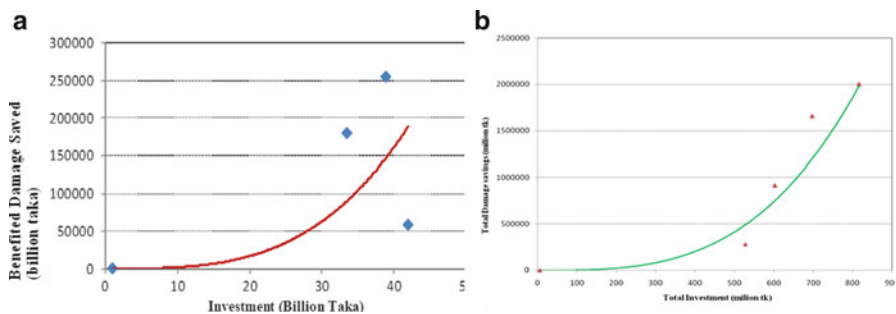 a
300000
250000
200000
150000
100000
50000
0
0 10 20 30 40 5
Benefited Damage Saved
(billion taka)
Investment (Billion Taka)
b
2500000
2000000
1500000
1000000
500000
0
0 100 200 300 400 500 600 700 800 900
Total Damage savings(milion tk)
Total Investment (million tk)